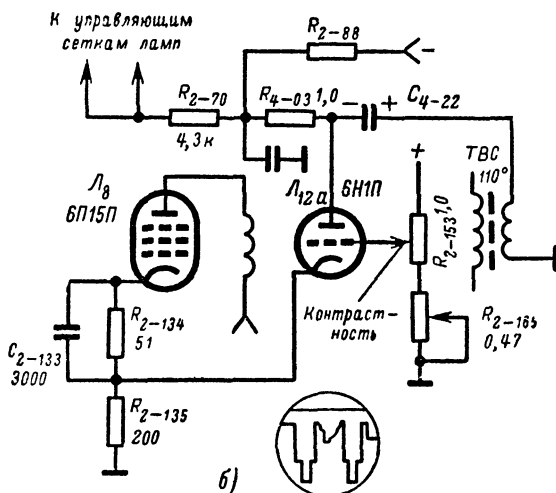 К управляющим
сеткам ламп
R2-88
−
R2-70
4,3к
R4-03 1,0
− +
C4-22
Л8
6П15П
Л12а
6Н1П
+
ТВС
110°
R2-153 1,0
Контраст-
ность
R2-165
0,47
C2-133
3000
R2-134
51
R2-135
200
б)